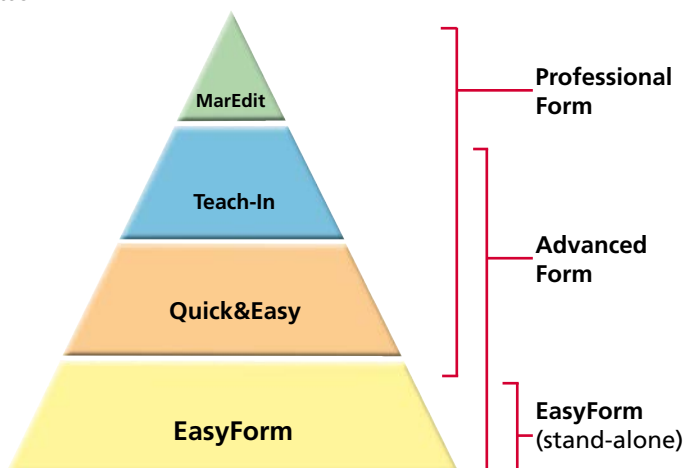 MarEdit
Teach-In
Quick&Easy
EasyForm
Professional
Form
Advanced
Form
EasyForm
(stand-alone)